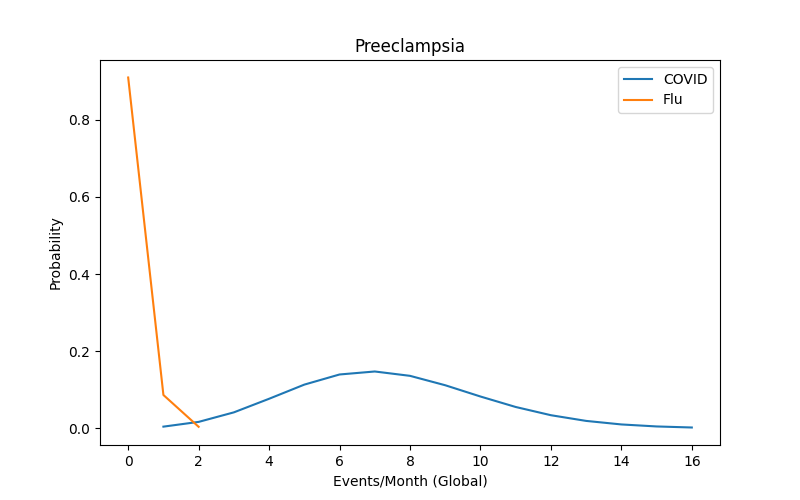 Preeclampsia
COVID
Flu
Probability
0.8
0.6
0.4
0.2
0.0
0 2 4 6 8 10 12 14 16
Events/Month (Global)